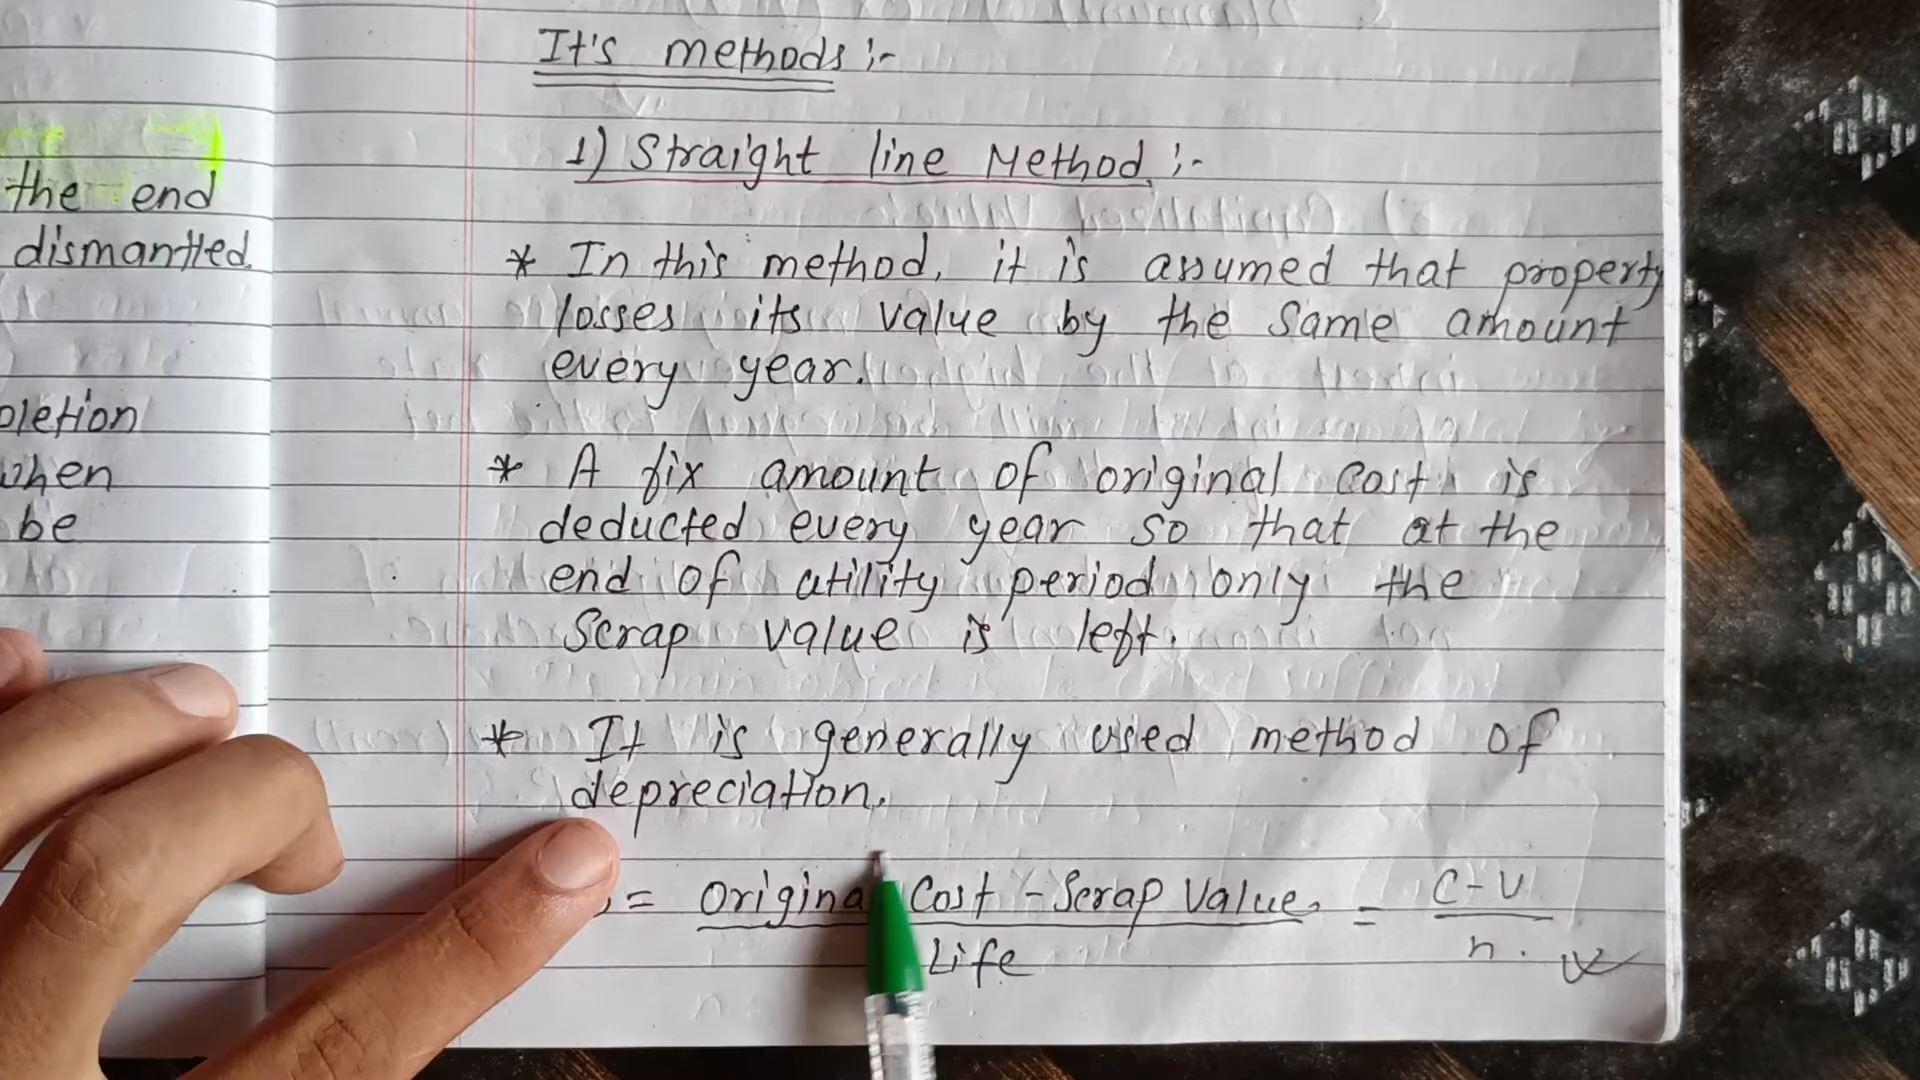 the end
dismantled.
when
be
It's methods :-
1) Straight line Method :-
* In this method, it is assumed that property
losses its value by the same amount
every year.
* A fix amount of original cost is
deducted every year so that at the
end of utility period only the
Scrap value is left.
* It is generally used method of
depreciation.
= Original Cost - Scrap Value = C - V
Life n.